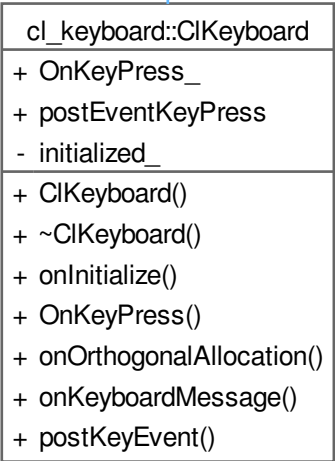 cl_keyboard::ClKeyboard
+ OnKeyPress_
+ postEventKeyPress
- initialized_
+ ClKeyboard()
+ ~ClKeyboard()
+ onInitialize()
+ OnKeyPress()
+ onOrthogonalAllocation()
+ onKeyboardMessage()
+ postKeyEvent()